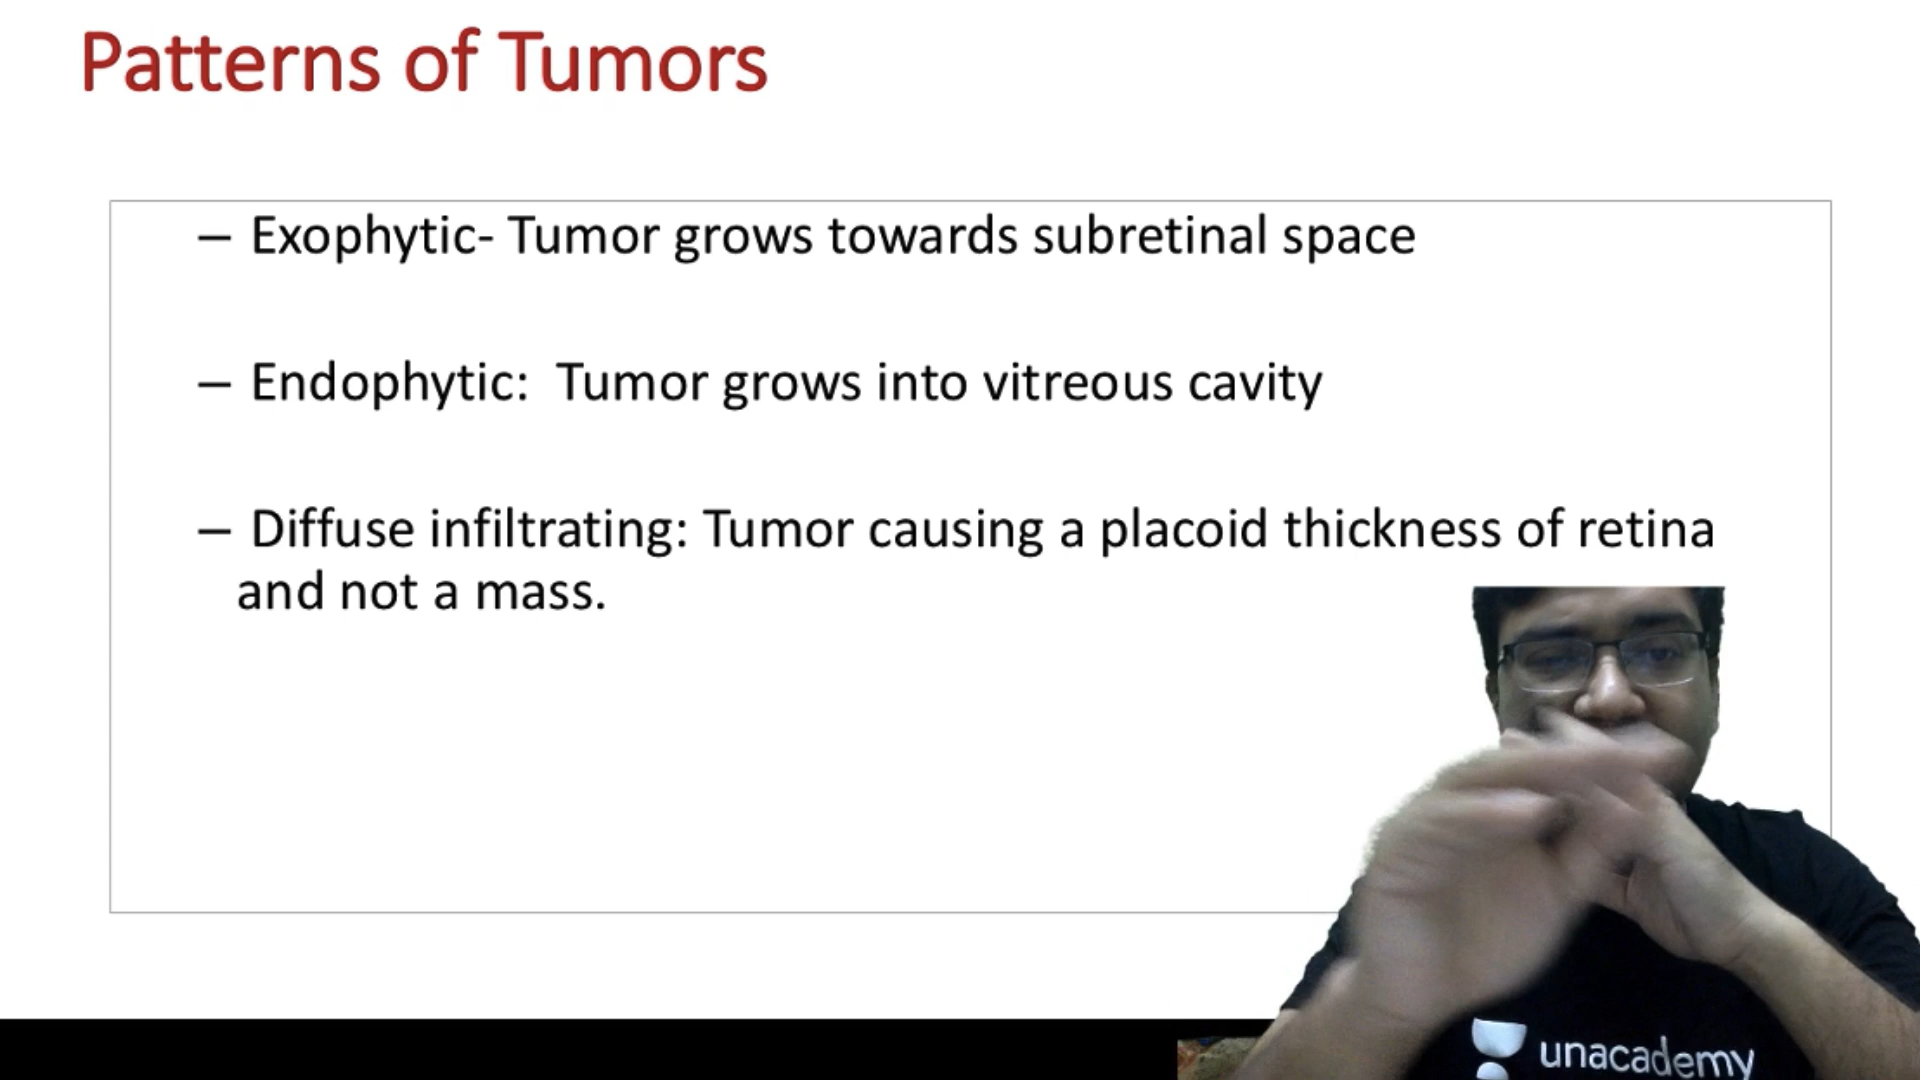 Patterns of Tumors
– Exophytic- Tumor grows towards subretinal space
– Endophytic:  Tumor grows into vitreous cavity
– Diffuse infiltrating: Tumor causing a placoid thickness of retina
and not a mass.
unacademy